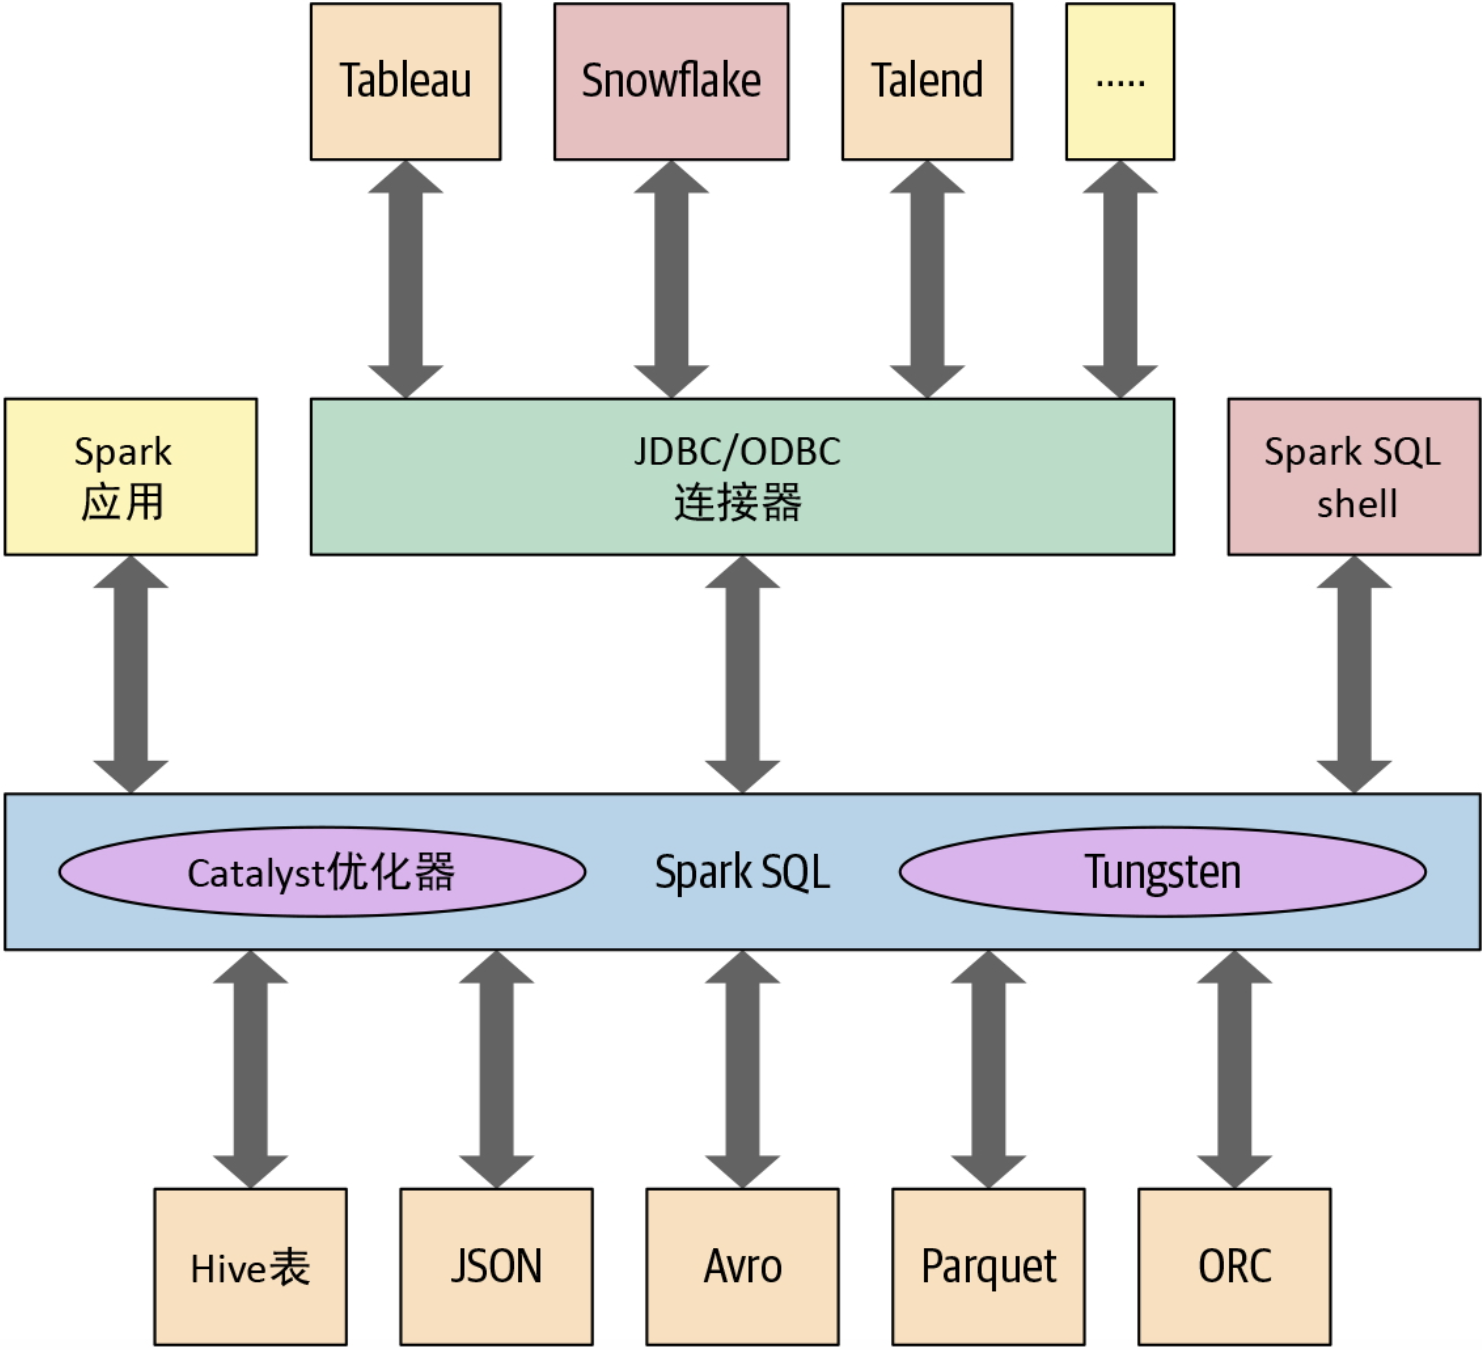 Tableau
Snowflake
Talend
.....
Spark
应用
JDBC/ODBC
连接器
Spark SQL
shell
Catalyst优化器
Spark SQL
Tungsten
Hive表
JSON
Avro
Parquet
ORC